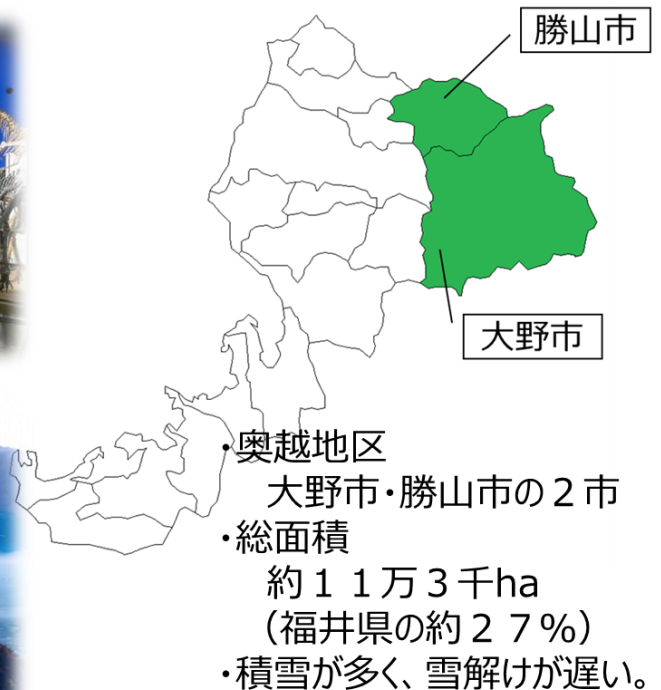 勝山市
大野市
・奥越地区
大野市・勝山市の２市
・総面積
約１１万３千ha
（福井県の約２７％）
・積雪が多く、雪解けが遅い。